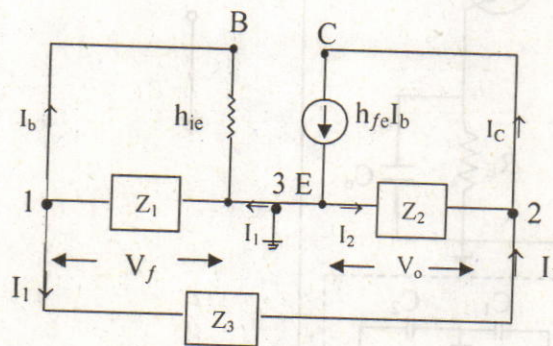 B
C
I_b
h_ie
h_fe I_b
I_C
1
Z_1
3 E
Z_2
2
I_1
I_2
V_f
V_o
I_1
I
Z_3